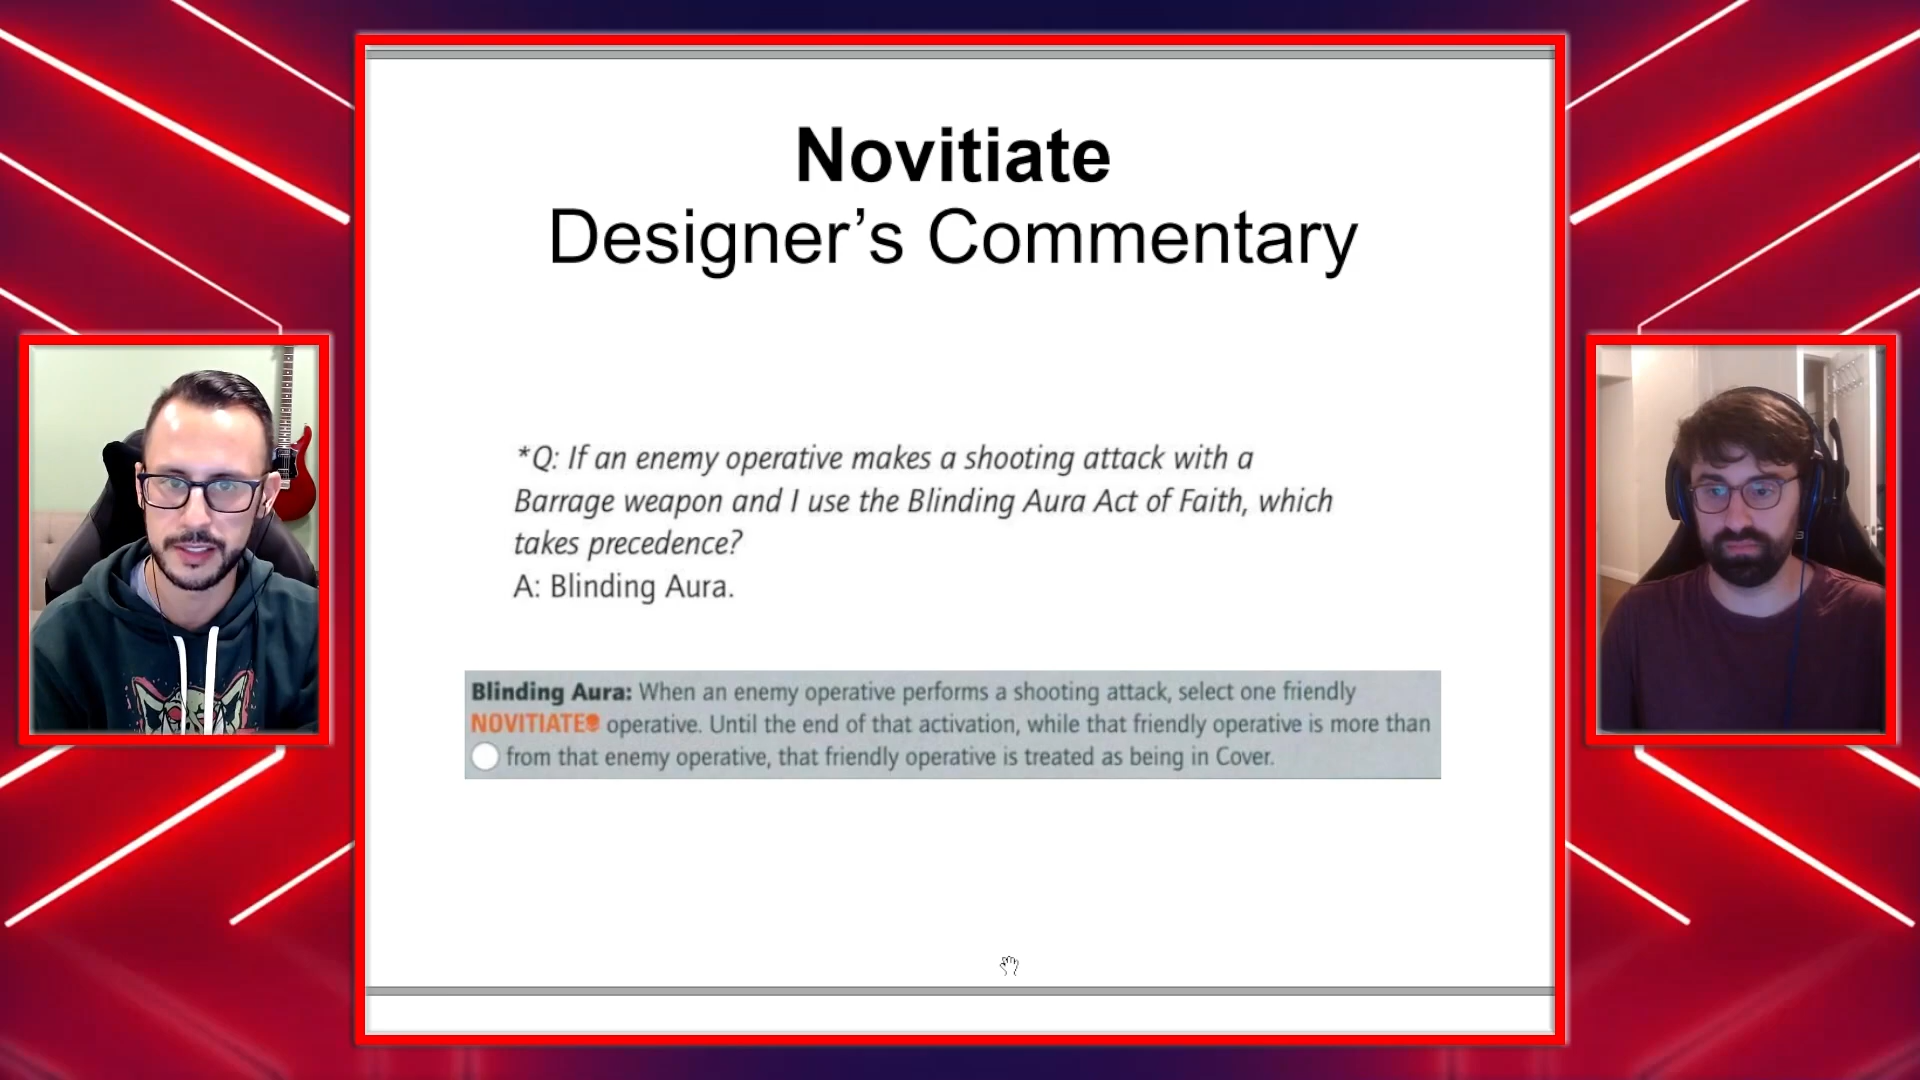 Novitiate
Designer’s Commentary
*Q: If an enemy operative makes a shooting attack with a
Barrage weapon and I use the Blinding Aura Act of Faith, which
takes precedence?
A: Blinding Aura.
Blinding Aura: When an enemy operative performs a shooting attack, select one friendly
NOVITIATE operative. Until the end of that activation, while that friendly operative is more than
from that enemy operative, that friendly operative is treated as being in Cover.